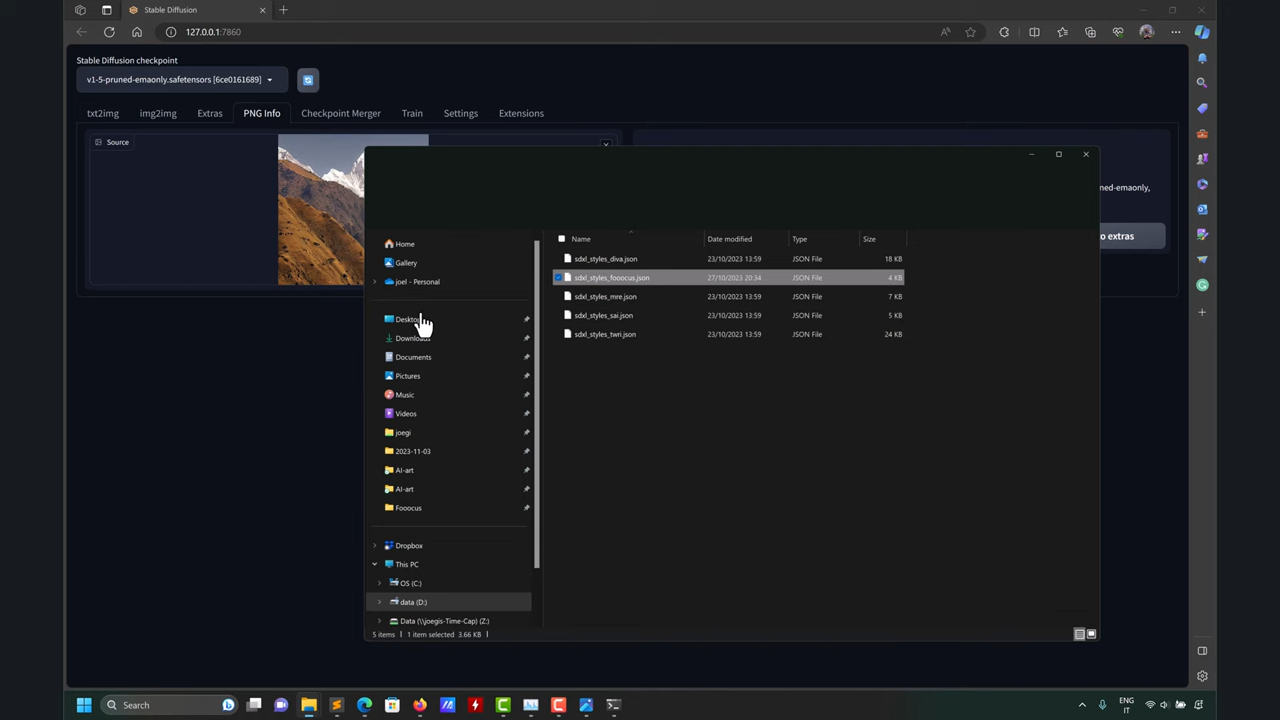 Stable Diffusion
127.0.0.1:7860
Stable Diffusion checkpoint
v1-5-pruned-emaonly.safetensors [6ce0161689]
txt2img
img2img
Extras
PNG Info
Checkpoint Merger
Train
Settings
Extensions
Source
ned-emaonly,
o extras
Home
Gallery
joel - Personal
Desktop
Downloads
Documents
Pictures
Music
Videos
joegi
2023-11-03
AI-art
AI-art
Fooocus
Dropbox
This PC
OS (C:)
data (D:)
Data (\\joegis-Time-Cap) (Z:)
Name Date modified Type Size
sdxl_styles_diva.json 23/10/2023 13:59 JSON File 18 KB
sdxl_styles_fooocus.json 27/10/2023 20:34 JSON File 4 KB
sdxl_styles_mre.json 23/10/2023 13:59 JSON File 7 KB
sdxl_styles_sai.json 23/10/2023 13:59 JSON File 5 KB
sdxl_styles_twri.json 23/10/2023 13:59 JSON File 24 KB
5 items 1 item selected 3.66 KB
Search
ENG
IT